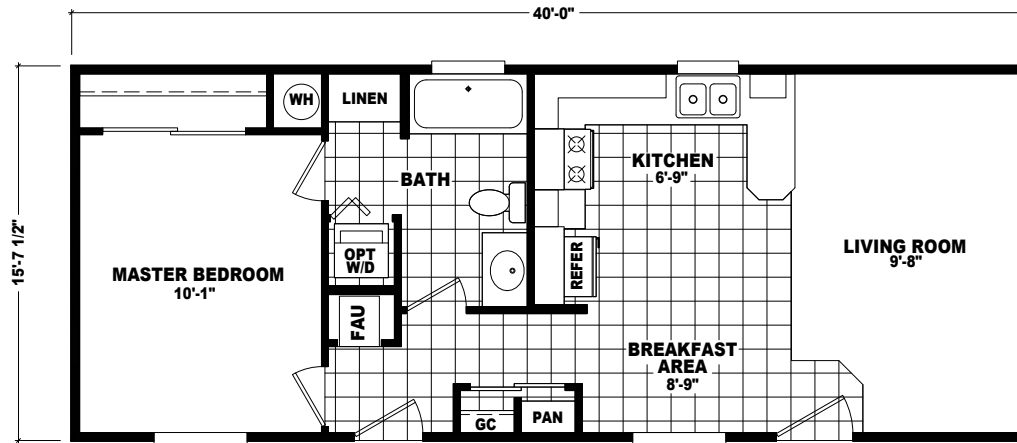 40'-0"
15'-7 1/2"
WH
LINEN
BATH
KITCHEN
6'-9"
OPT
W/D
REFER
MASTER BEDROOM
10'-1"
LIVING ROOM
9'-8"
FAU
BREAKFAST
AREA
8'-9"
GC
PAN